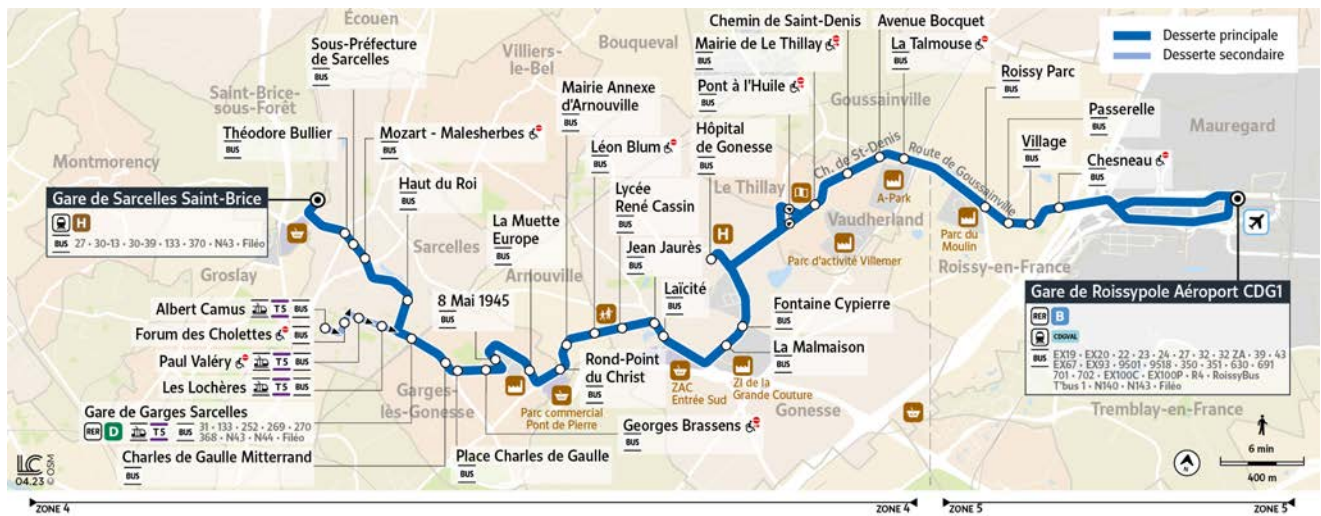 Écouen
Sous-Préfecture
de Sarcelles
BUS
Villiers-
le-Bel
Bouqueval
Chemin de Saint-Denis
BUS
Avenue Bocquet
BUS
Mairie de Le Thillay
BUS
La Talmouse
BUS
Desserte principale
Desserte secondaire
Saint-Brice-
sous-Forêt
Mairie Annexe
d'Arnouville
BUS
Pont à l'Huile
BUS
Goussainville
Roissy Parc
BUS
Passerelle
BUS
Mauregard
Théodore Bullier
BUS
Mozart - Malesherbes
BUS
Léon Blum
BUS
Hôpital
de Gonesse
BUS
Ch. de St-Denis
Route de Goussainville
Village
BUS
Chesneau
BUS
Montmorency
Haut du Roi
BUS
Lycée
René Cassin
BUS
Le Thillay
A-Park
Gare de Sarcelles Saint-Brice
H
BUS 27 • 30-13 • 30-39 • 133 • 370 • N43 • Filéo
La Muette
Europe
BUS
H
Vaudherland
Parc du
Moulin
Groslay
Sarcelles
Arnouville
Jean Jaurès
BUS
Parc d'activité Villemer
Roissy-en-France
Gare de Roissypole Aéroport CDG1
RER B
CDGVAL
BUS EX19 • EX20 • 22 • 23 • 24 • 27 • 32 • 32 ZA • 39 • 43
EX67 • EX93 • 9501 • 9518 • 350 • 351 • 630 • 691
701 • 702 • EX100C • EX100P • R4 • RoissyBus
T'bus 1 • N140 • N143 • Filéo
Albert Camus T5 BUS
8 Mai 1945
BUS
Laïcité
BUS
Fontaine Cypierre
BUS
Forum des Cholettes BUS
Paul Valéry T5 BUS
Rond-Point
du Christ
BUS
La Malmaison
BUS
Les Lochères T5 BUS
Garges-
lès-Gonesse
Parc commercial
Pont de Pierre
ZAC
Entrée Sud
ZI de la
Grande Couture
Gonesse
Tremblay-en-France
Gare de Garges Sarcelles
RER D T5 BUS 31 • 133 • 252 • 269 • 270
368 • N43 • N44 • Filéo
Georges Brassens
BUS
Charles de Gaulle Mitterrand
BUS
Place Charles de Gaulle
BUS
N
6 min
400 m
LC
04.23 © OSM
ZONE 4
ZONE 4
ZONE 5
ZONE 5